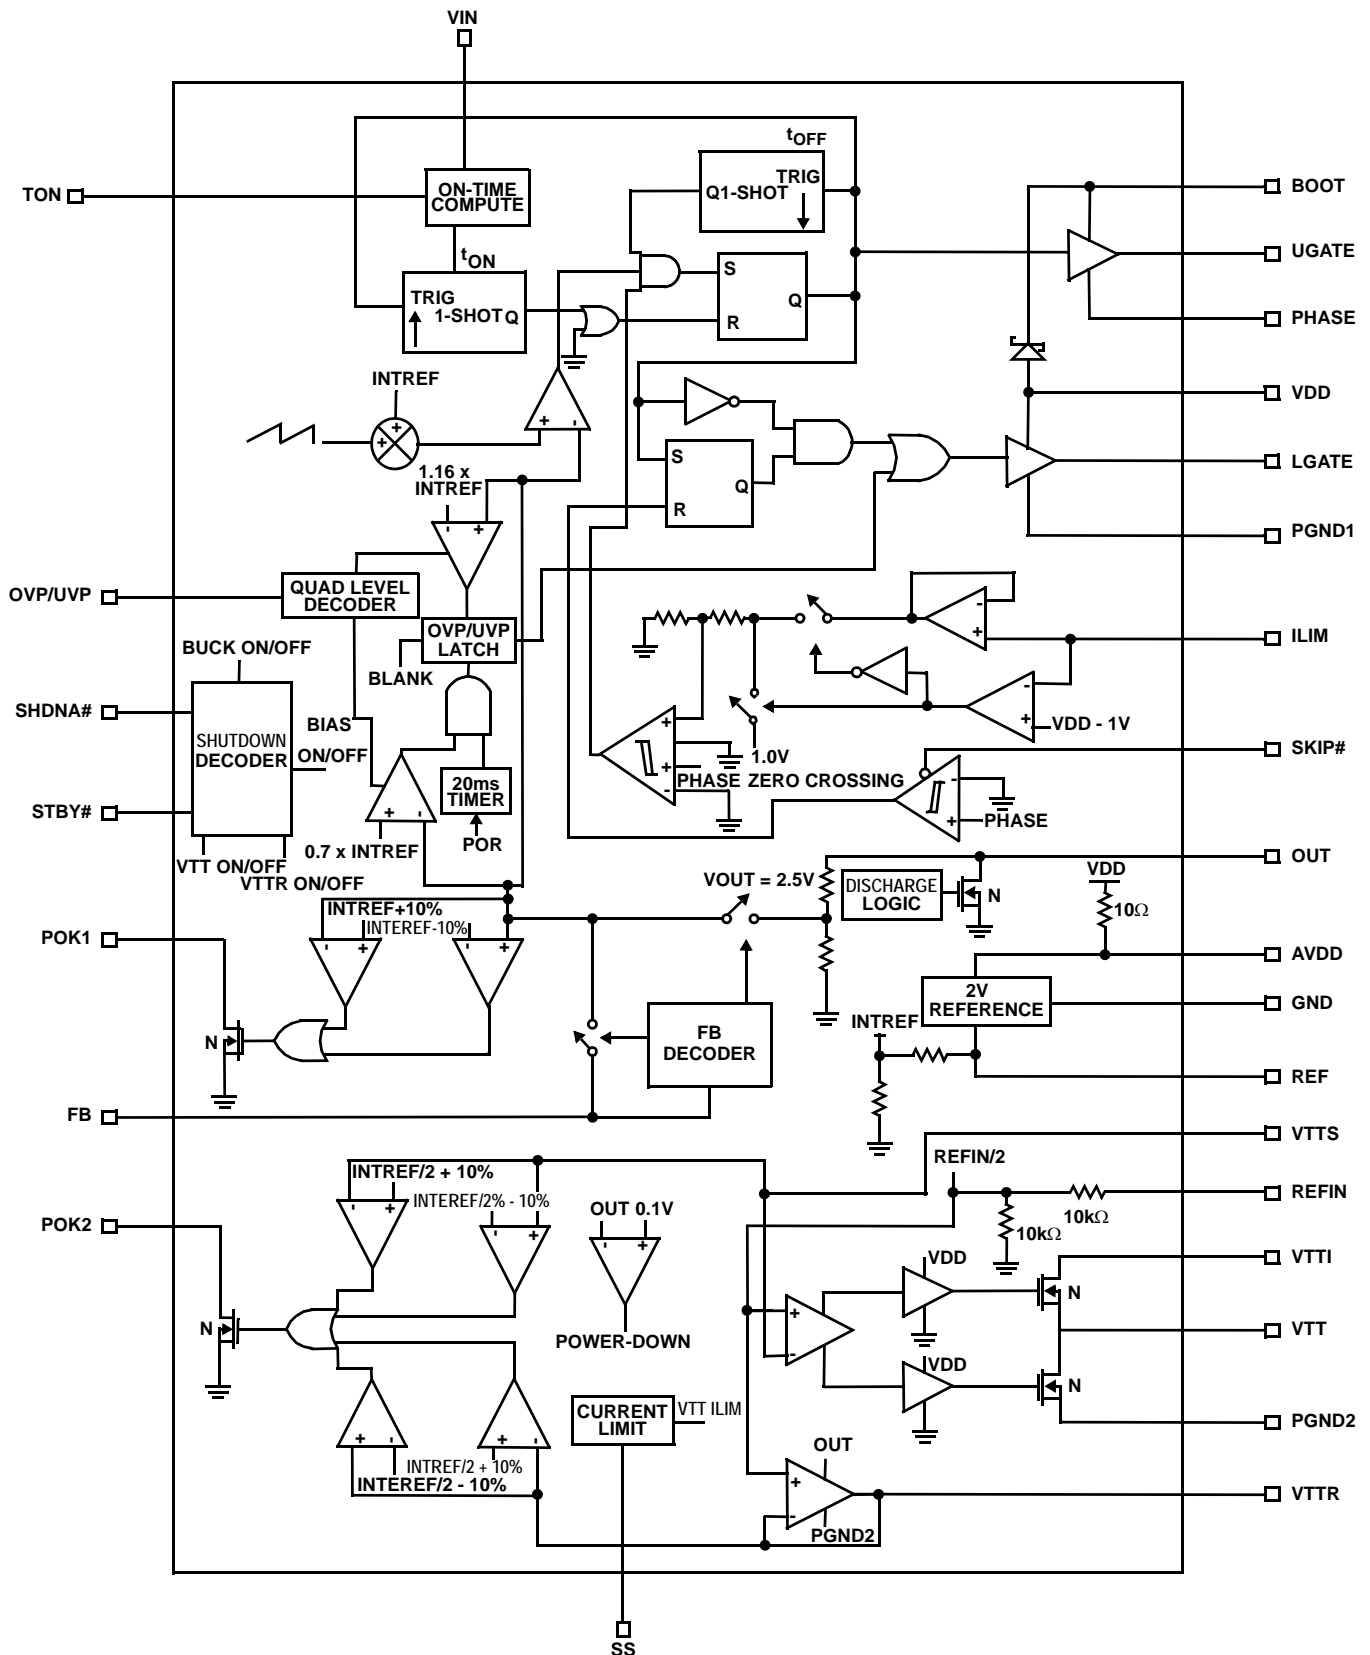 VIN
tOFF
TON
ON-TIME
COMPUTE
TRIG
Q1-SHOT
BOOT
UGATE
tON
TRIG
1-SHOT Q
S
Q
R
PHASE
INTREF
+
+
+
-
VDD
1.16 x
INTREF
-
+
S
Q
R
LGATE
PGND1
OVP/UVP
QUAD LEVEL
DECODER
OVP/UVP
LATCH
BLANK
-
+
ILIM
BUCK ON/OFF
SHDNA#
SHUTDOWN
DECODER
BIAS
ON/OFF
-
+
VDD - 1V
1.0V
+
-
+
-
PHASE ZERO CROSSING
SKIP#
-
+
PHASE
20ms
TIMER
POR
STBY#
+
-
0.7 x INTREF
VTT ON/OFF
VTTR ON/OFF
OUT
VOUT = 2.5V
DISCHARGE
LOGIC
N
VDD
10Ω
INTREF+10%
INTEREF-10%
-
+
-
+
POK1
AVDD
2V
REFERENCE
GND
INTREF
N
FB
DECODER
REF
FB
VTTS
INTREF/2 + 10%
INTEREF/2% - 10%
-
+
-
+
REFIN/2
REFIN
10kΩ
10kΩ
POK2
OUT 0.1V
-
+
POWER-DOWN
VDD
N
VTTI
+
-
N
VTT
VDD
N
CURRENT
LIMIT
VTT ILIM
PGND2
+
-
+
-
INTREF/2 + 10%
INTEREF/2 - 10%
OUT
+
-
PGND2
VTTR
SS